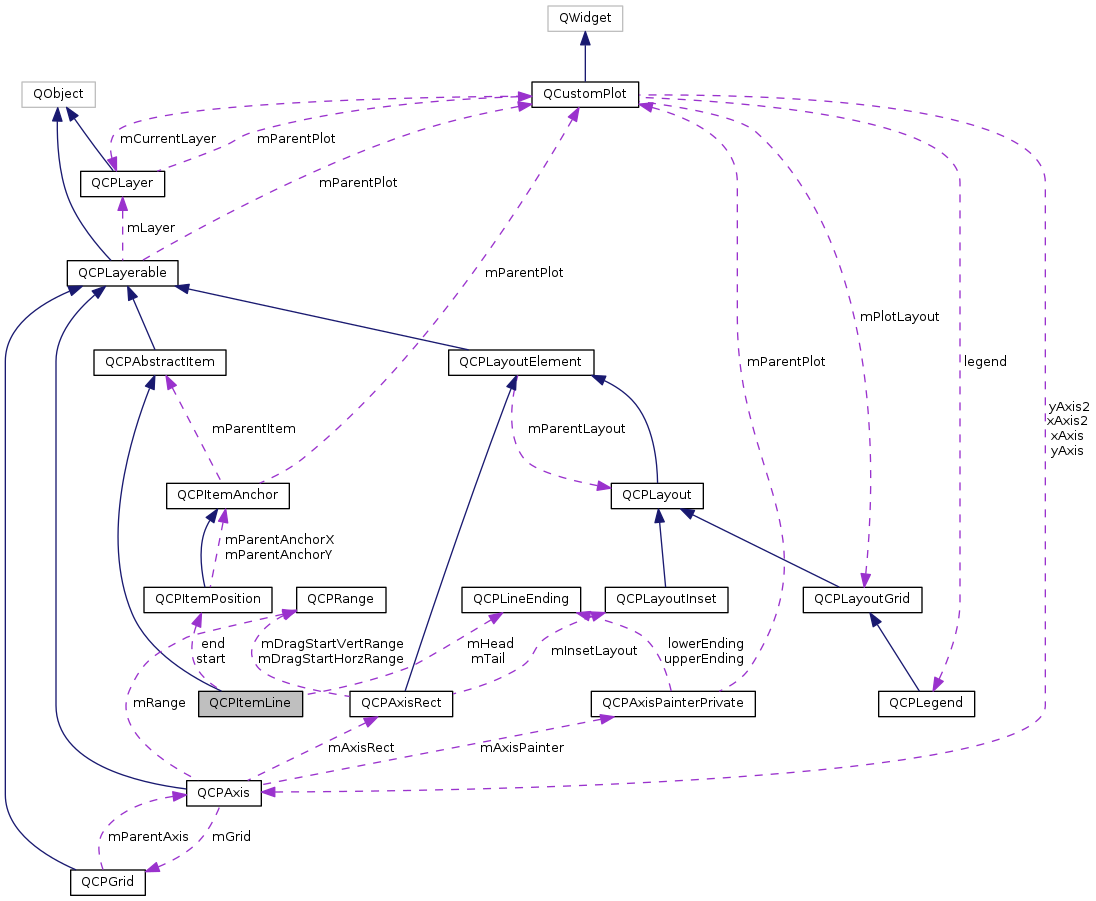 QWidget
QObject
QCustomPlot
mCurrentLayer
mParentPlot
QCPLayer
mParentPlot
mLayer
QCPLayerable
mParentPlot
mPlotLayout
QCPAbstractItem
QCPLayoutElement
mParentPlot
legend
yAxis2
xAxis2
xAxis
yAxis
mParentItem
mParentLayout
QCPItemAnchor
QCPLayout
mParentAnchorX
mParentAnchorY
QCPItemPosition
QCPRange
QCPLineEnding
QCPLayoutInset
QCPLayoutGrid
end
start
mDragStartVertRange
mDragStartHorzRange
mHead
mTail
mInsetLayout
lowerEnding
upperEnding
mRange
QCPItemLine
QCPAxisRect
QCPAxisPainterPrivate
QCPLegend
mAxisRect
mAxisPainter
QCPAxis
mParentAxis
mGrid
QCPGrid